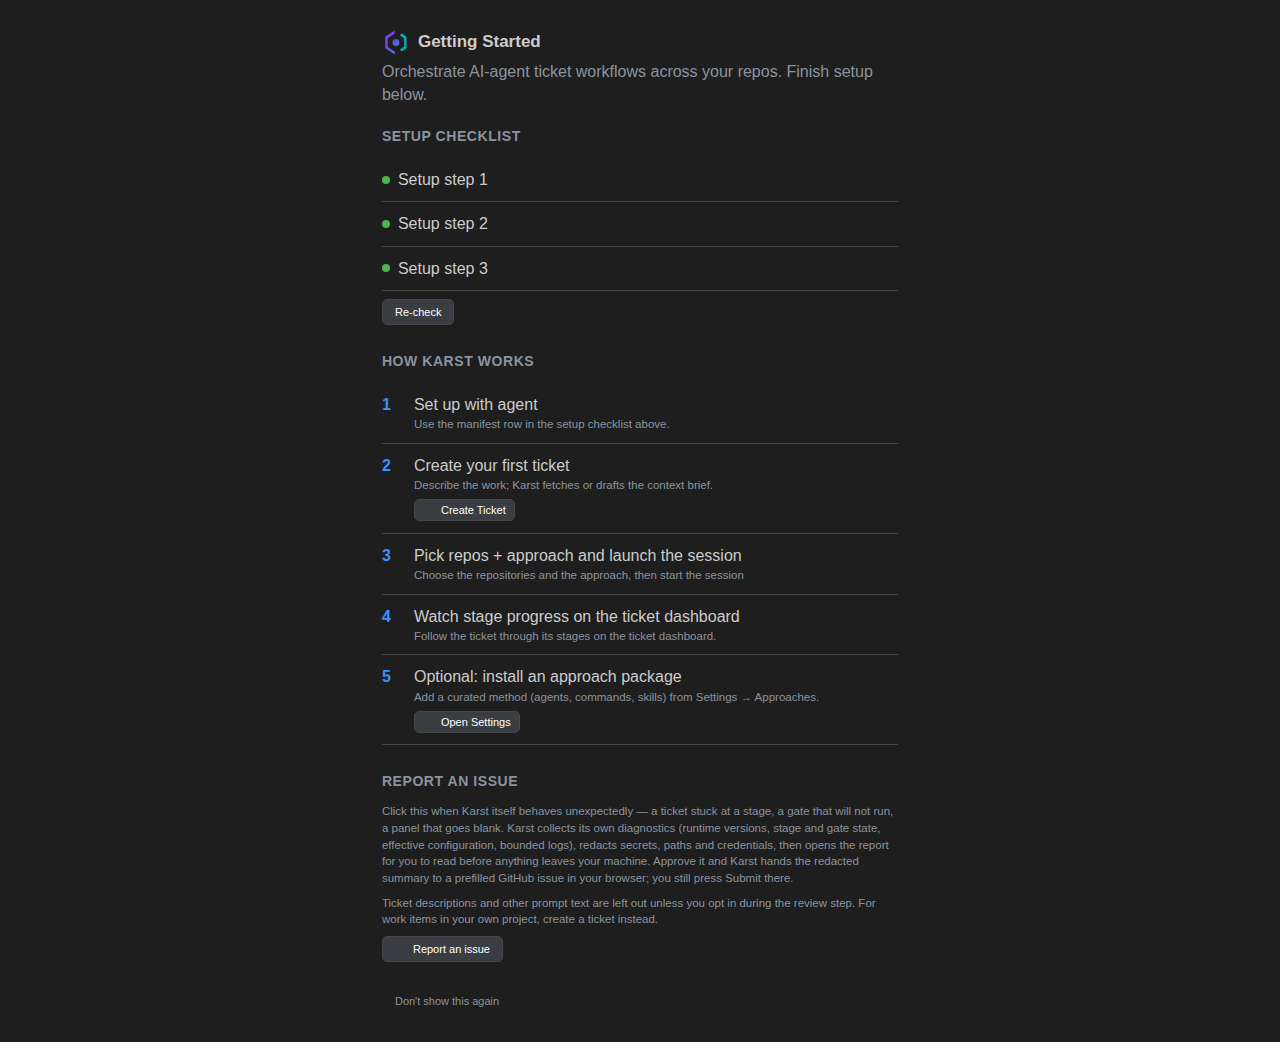 Getting Started
Orchestrate AI-agent ticket workflows across your repos. Finish setup
below.
SETUP CHECKLIST
Setup step 1
Setup step 2
Setup step 3
Re-check
HOW KARST WORKS
1 Set up with agent
Use the manifest row in the setup checklist above.
2 Create your first ticket
Describe the work; Karst fetches or drafts the context brief.
Create Ticket
3 Pick repos + approach and launch the session
Choose the repositories and the approach, then start the session
4 Watch stage progress on the ticket dashboard
Follow the ticket through its stages on the ticket dashboard.
5 Optional: install an approach package
Add a curated method (agents, commands, skills) from Settings → Approaches.
Open Settings
REPORT AN ISSUE
Click this when Karst itself behaves unexpectedly — a ticket stuck at a stage, a gate that will not run,
a panel that goes blank. Karst collects its own diagnostics (runtime versions, stage and gate state,
effective configuration, bounded logs), redacts secrets, paths and credentials, then opens the report
for you to read before anything leaves your machine. Approve it and Karst hands the redacted
summary to a prefilled GitHub issue in your browser; you still press Submit there.
Ticket descriptions and other prompt text are left out unless you opt in during the review step. For
work items in your own project, create a ticket instead.
Report an issue
Don't show this again